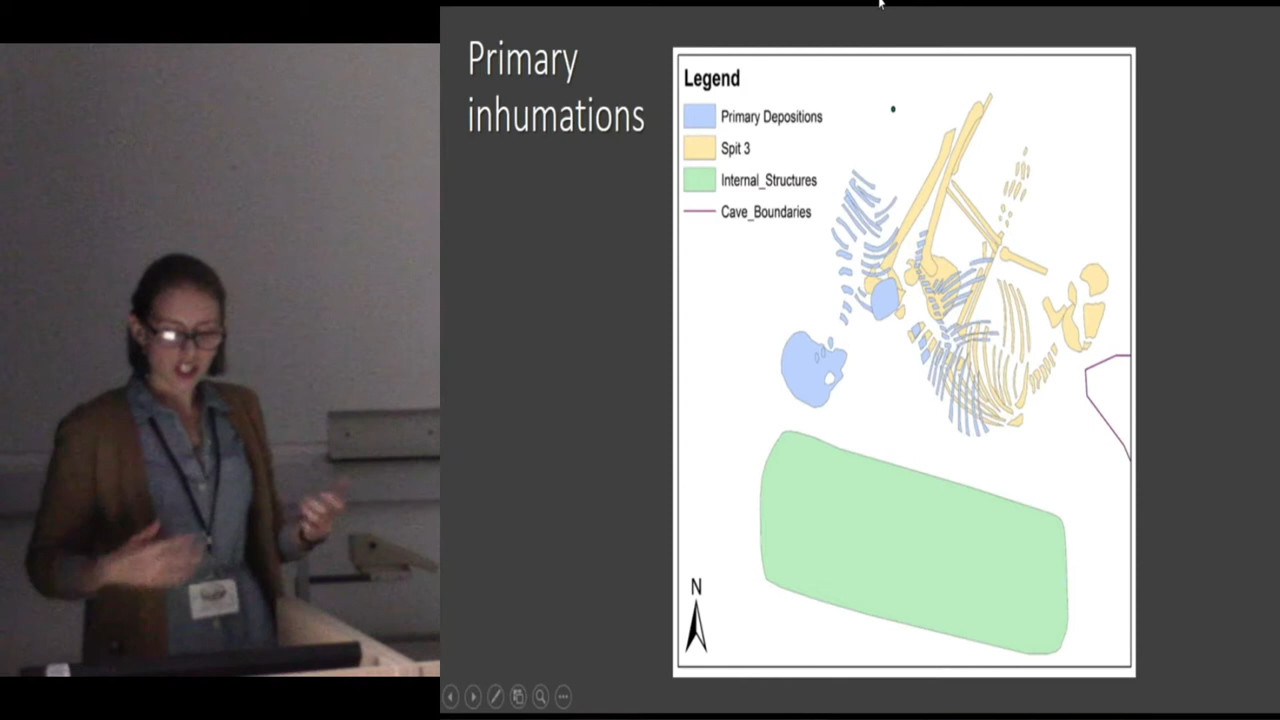 Primary
inhumations
Legend
Primary Depositions
Spit 3
Internal_Structures
Cave_Boundaries
N